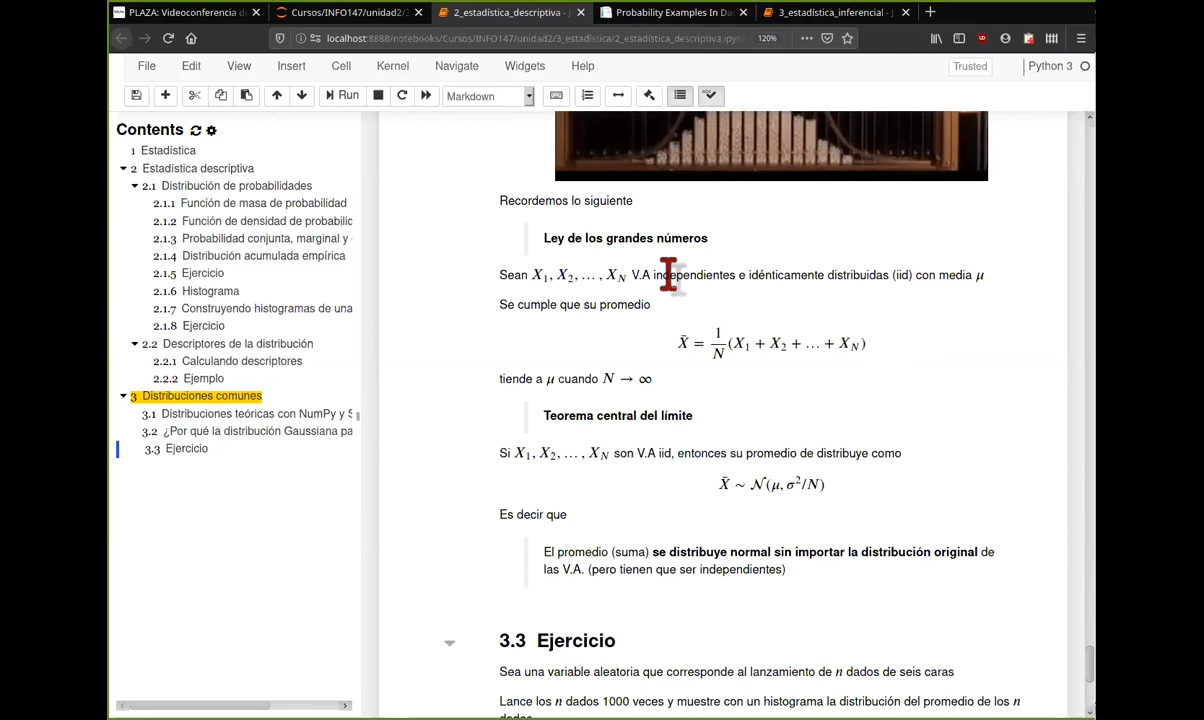 PLAZA: Videoconferencia d
Cursos/INFO147/unidad2/3
2_estadística_descriptiva - J
Probability Examples In Da
3_estadística_inferencial - J
localhost:8888/notebooks/Cursos/INFO147/unidad2/3_estadística/2_estadística_descriptiva.ipynb
120%
File Edit View Insert Cell Kernel Navigate Widgets Help
Trusted
Python 3
Run
Markdown
Contents
1 Estadística
2 Estadística descriptiva
2.1 Distribución de probabilidades
2.1.1 Función de masa de probabilidad
2.1.2 Función de densidad de probabilid
2.1.3 Probabilidad conjunta, marginal y
2.1.4 Distribución acumulada empírica
2.1.5 Ejercicio
2.1.6 Histograma
2.1.7 Construyendo histogramas de una
2.1.8 Ejercicio
2.2 Descriptores de la distribución
2.2.1 Calculando descriptores
2.2.2 Ejemplo
3 Distribuciones comunes
3.1 Distribuciones teóricas con NumPy y S
3.2 ¿Por qué la distribución Gaussiana pa
3.3 Ejercicio
Recordemos lo siguiente
Ley de los grandes números
Sean X₁, X₂, …, X_N V.A independientes e idénticamente distribuidas (iid) con media μ
Se cumple que su promedio
X̄ = 1/N (X₁ + X₂ + … + X_N)
tiende a μ cuando N → ∞
Teorema central del límite
Si X₁, X₂, …, X_N son V.A iid, entonces su promedio de distribuye como
X̄ ∼ 𝒩(μ, σ²/N)
Es decir que
El promedio (suma) se distribuye normal sin importar la distribución original de
las V.A. (pero tienen que ser independientes)
3.3 Ejercicio
Sea una variable aleatoria que corresponde al lanzamiento de n dados de seis caras
Lance los n dados 1000 veces y muestre con un histograma la distribución del promedio de los n
dados